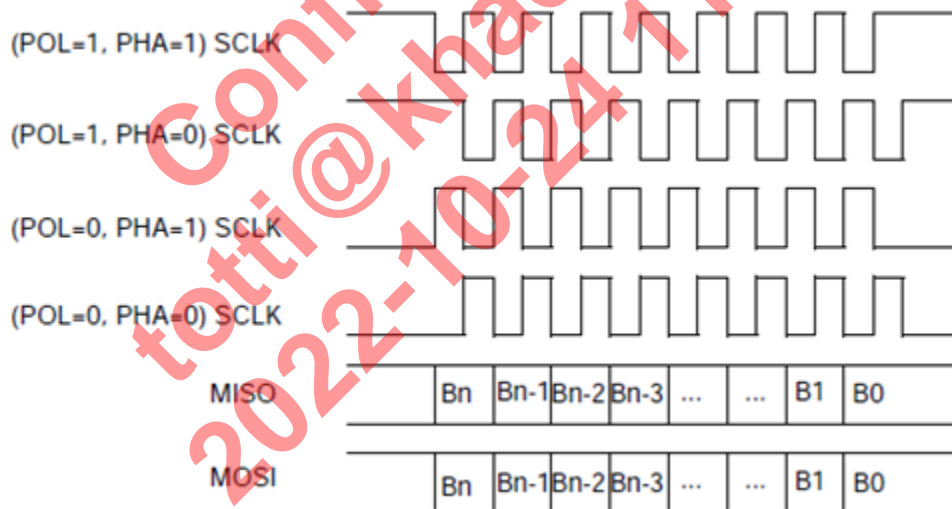 (POL=1, PHA=1) SCLK
(POL=1, PHA=0) SCLK
(POL=0, PHA=1) SCLK
(POL=0, PHA=0) SCLK
MISO Bn Bn-1 Bn-2 Bn-3 ... ... B1 B0
MOSI Bn Bn-1 Bn-2 Bn-3 ... ... B1 B0
totti@khad
2022-10-24 1